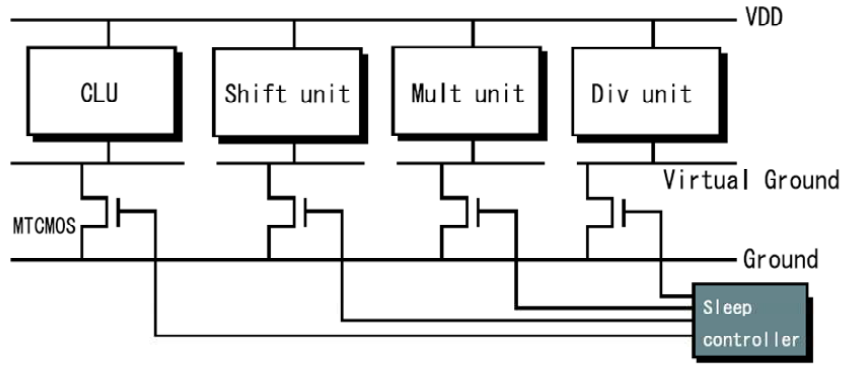 VDD
CLU
Shift unit
Mult unit
Div unit
Virtual Ground
MTCMOS
Ground
Sleep
controller